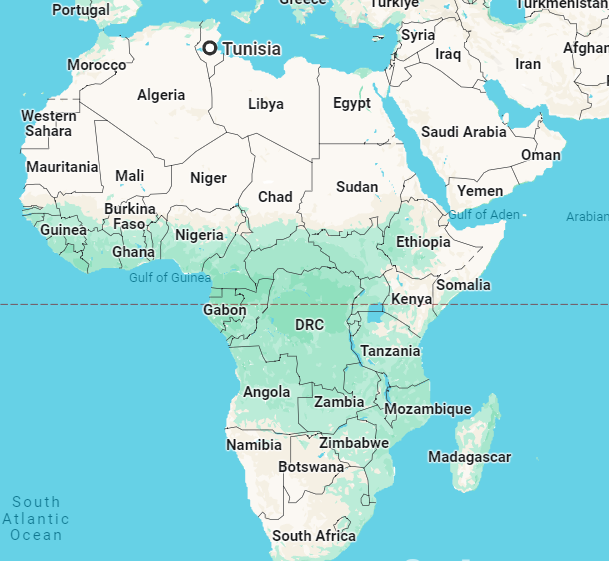 Portugal
Greece
Türkiye
Turkmenistan
Tunisia
Syria
Iraq
Iran
Afghan
Morocco
Algeria
Libya
Egypt
Western
Sahara
Saudi Arabia
Oman
Mauritania
Mali
Niger
Chad
Sudan
Yemen
Gulf of Aden
Arabian
Burkina
Faso
Guinea
Ghana
Nigeria
Ethiopia
Gulf of Guinea
Somalia
Kenya
Gabon
DRC
Tanzania
Angola
Zambia
Mozambique
Namibia
Zimbabwe
Botswana
Madagascar
South
Atlantic
Ocean
South Africa